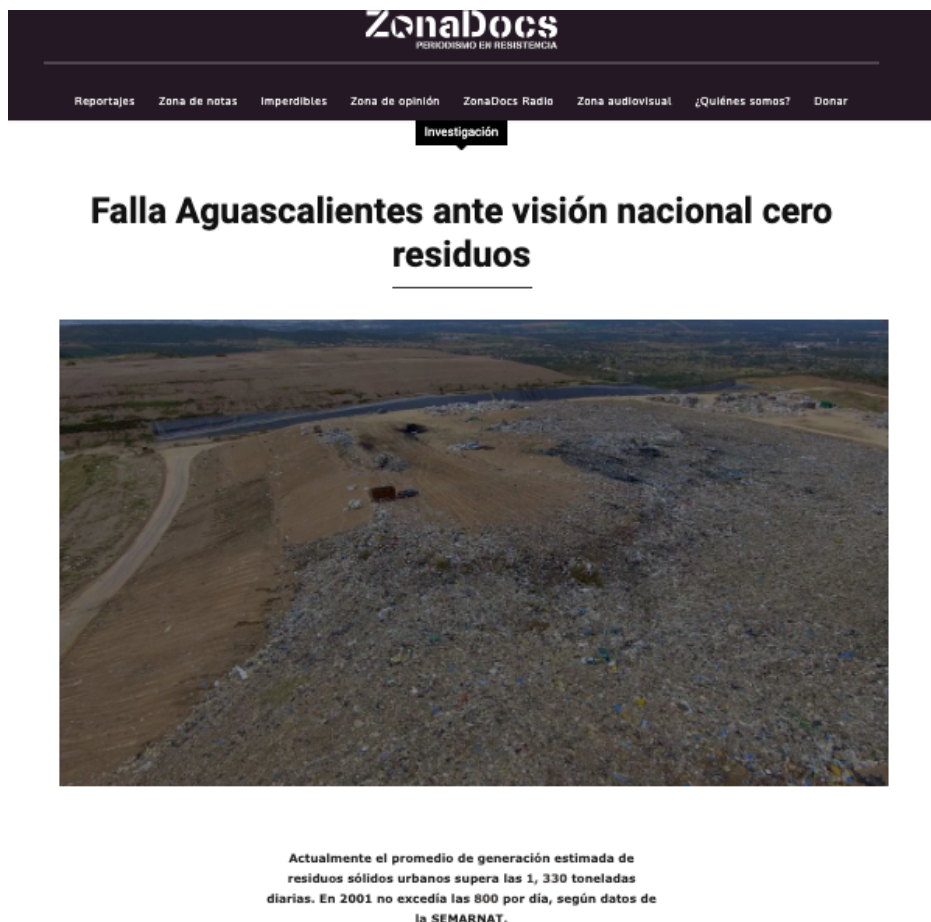 ZonaDocs
PERIODISMO EN RESISTENCIA
Reportajes Zona de notas Imperdibles Zona de opinión ZonaDocs Radio Zona audiovisual ¿Quiénes somos? Donar
Investigación
Falla Aguascalientes ante visión nacional cero
residuos
Actualmente el promedio de generación estimada de
residuos sólidos urbanos supera las 1, 330 toneladas
diarias. En 2001 no excedía las 800 por día, según datos de
la SEMARNAT.